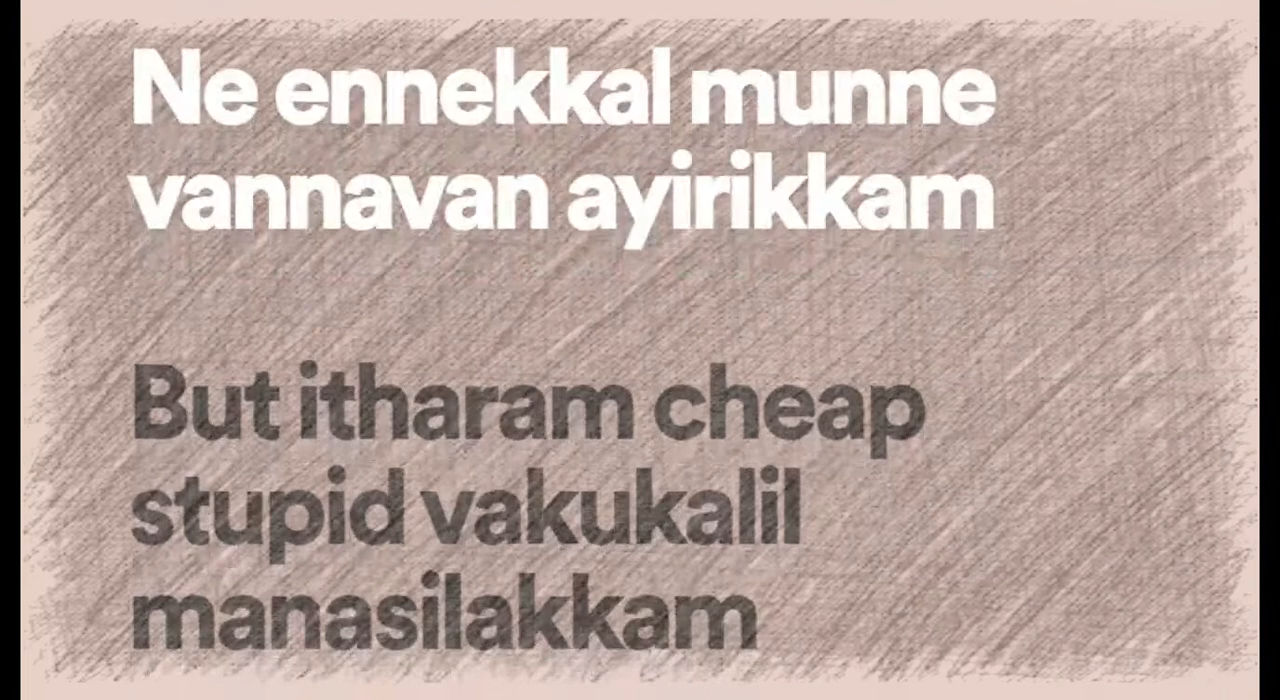 Ne ennekkal munne
vannavan ayirikkam
But itharam cheap
stupid vakukalil
manasilakkam